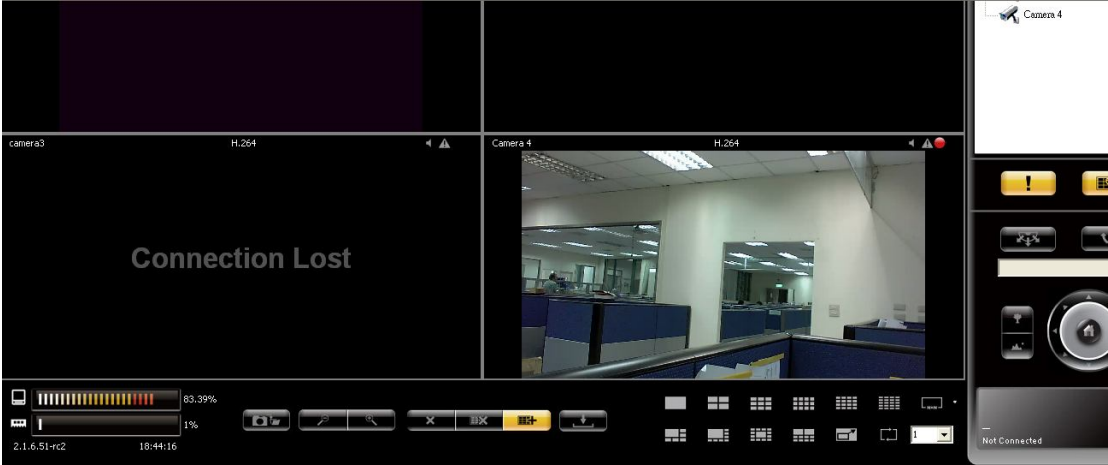 Camera 4
camera3
H.264
Camera 4
H.264
Connection Lost
83.39%
1%
2.1.6.51-rc2
18:44:16
1
Not Connected